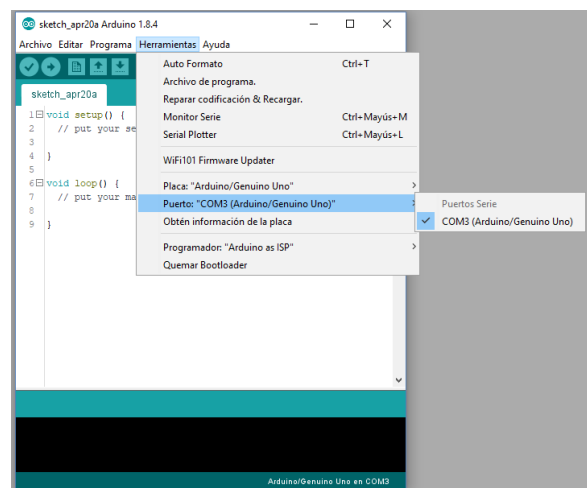 sketch_apr20a Arduino 1.8.4
Archivo Editar Programa Herramientas Ayuda
sketch_apr20a
Auto Formato Ctrl+T
Archivo de programa.
Reparar codificación & Recargar.
Monitor Serie Ctrl+Mayús+M
Serial Plotter Ctrl+Mayús+L
WiFi101 Firmware Updater
Placa: "Arduino/Genuino Uno"
Puerto: "COM3 (Arduino/Genuino Uno)"
Obtén información de la placa
Programador: "Arduino as ISP"
Quemar Bootloader
Puertos Serie
COM3 (Arduino/Genuino Uno)
1 void setup() {
2 // put your se
3
4 }
5
6 void loop() {
7 // put your ma
8
9 }
Arduino/Genuino Uno en COM3